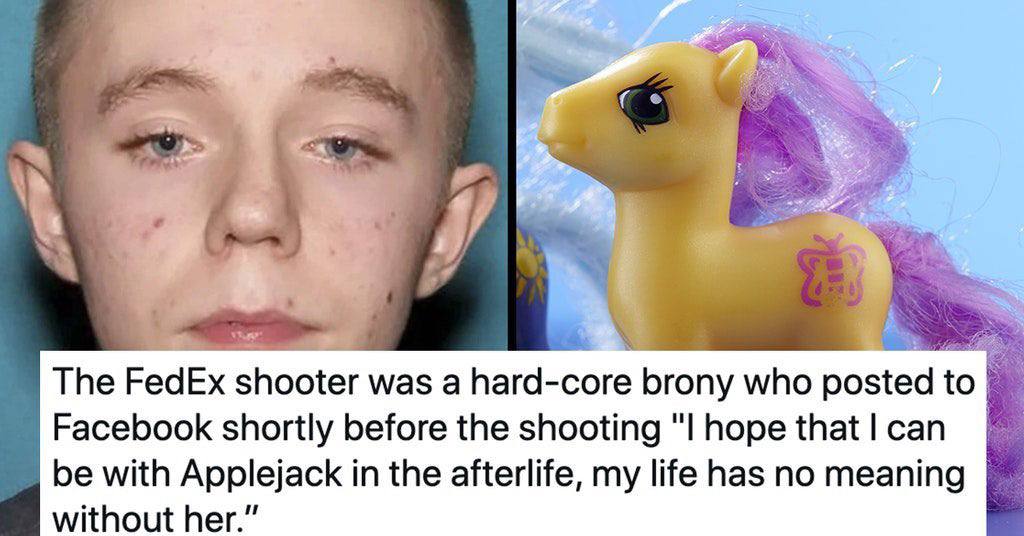 The FedEx shooter was a hard-core brony who posted to
Facebook shortly before the shooting "I hope that I can
be with Applejack in the afterlife, my life has no meaning
without her.”